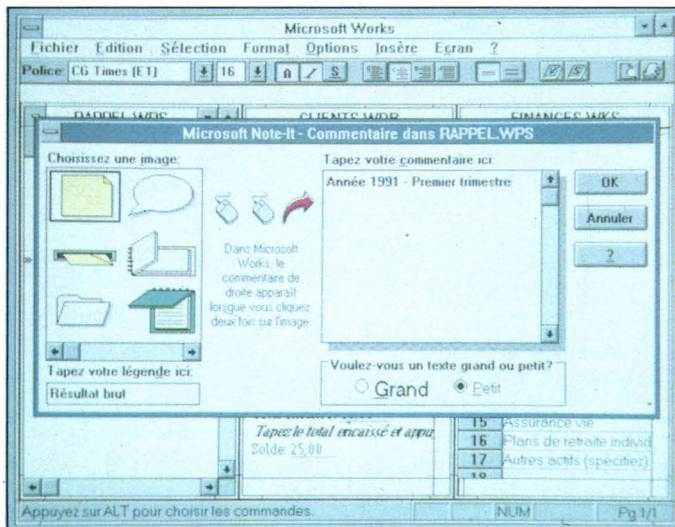 Microsoft Works
Fichier Edition Sélection Format Options Insère Ecran ?
Police: CG Times (E1) 16 A I S
RAPPEL.WPS CLIENTS.WDB FINANCES.WKS
Microsoft Note-It - Commentaire dans RAPPEL.WPS
Choisissez une image:
Tapez votre commentaire ici:
Année 1991 - Premier trimestre
OK
Annuler
?
Dans Microsoft
Works, le
commentaire de
droite apparaît
lorsque vous cliquez
deux fois sur l'image.
Tapez votre légende ici:
Résultat brut
Voulez-vous un texte grand ou petit?
Grand Petit
Tapez le total encaissé et appu
Solde: 25,00
15 Assurance vie
16 Plans de retraite individ
17 Autres actifs (spécifiez)
18
Appuyez sur ALT pour choisir les commandes. NUM Pg 1/1